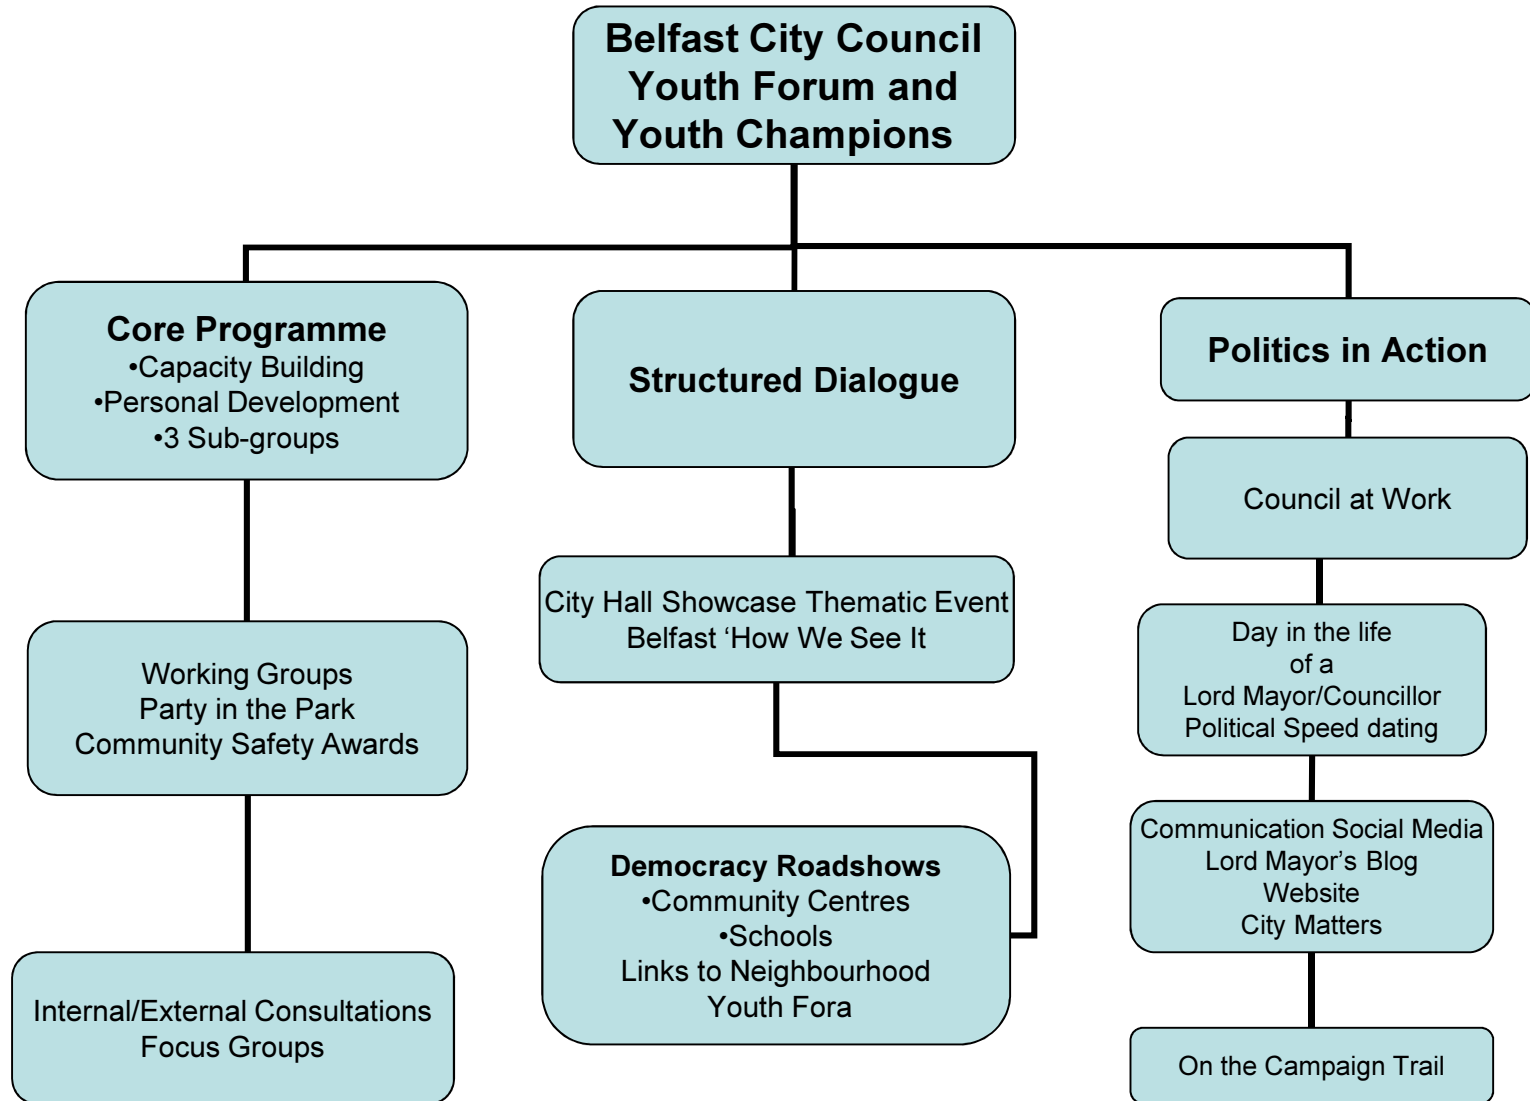 Belfast City Council
Youth Forum and
Youth Champions
Core Programme
•Capacity Building
•Personal Development
•3 Sub-groups
Working Groups
Party in the Park
Community Safety Awards
Internal/External Consultations
Focus Groups
Structured Dialogue
City Hall Showcase Thematic Event
Belfast ‘How We See It
Democracy Roadshows
•Community Centres
•Schools
Links to Neighbourhood
Youth Fora
Politics in Action
Council at Work
Day in the life
of a
Lord Mayor/Councillor
Political Speed dating
Communication Social Media
Lord Mayor’s Blog
Website
City Matters
On the Campaign Trail